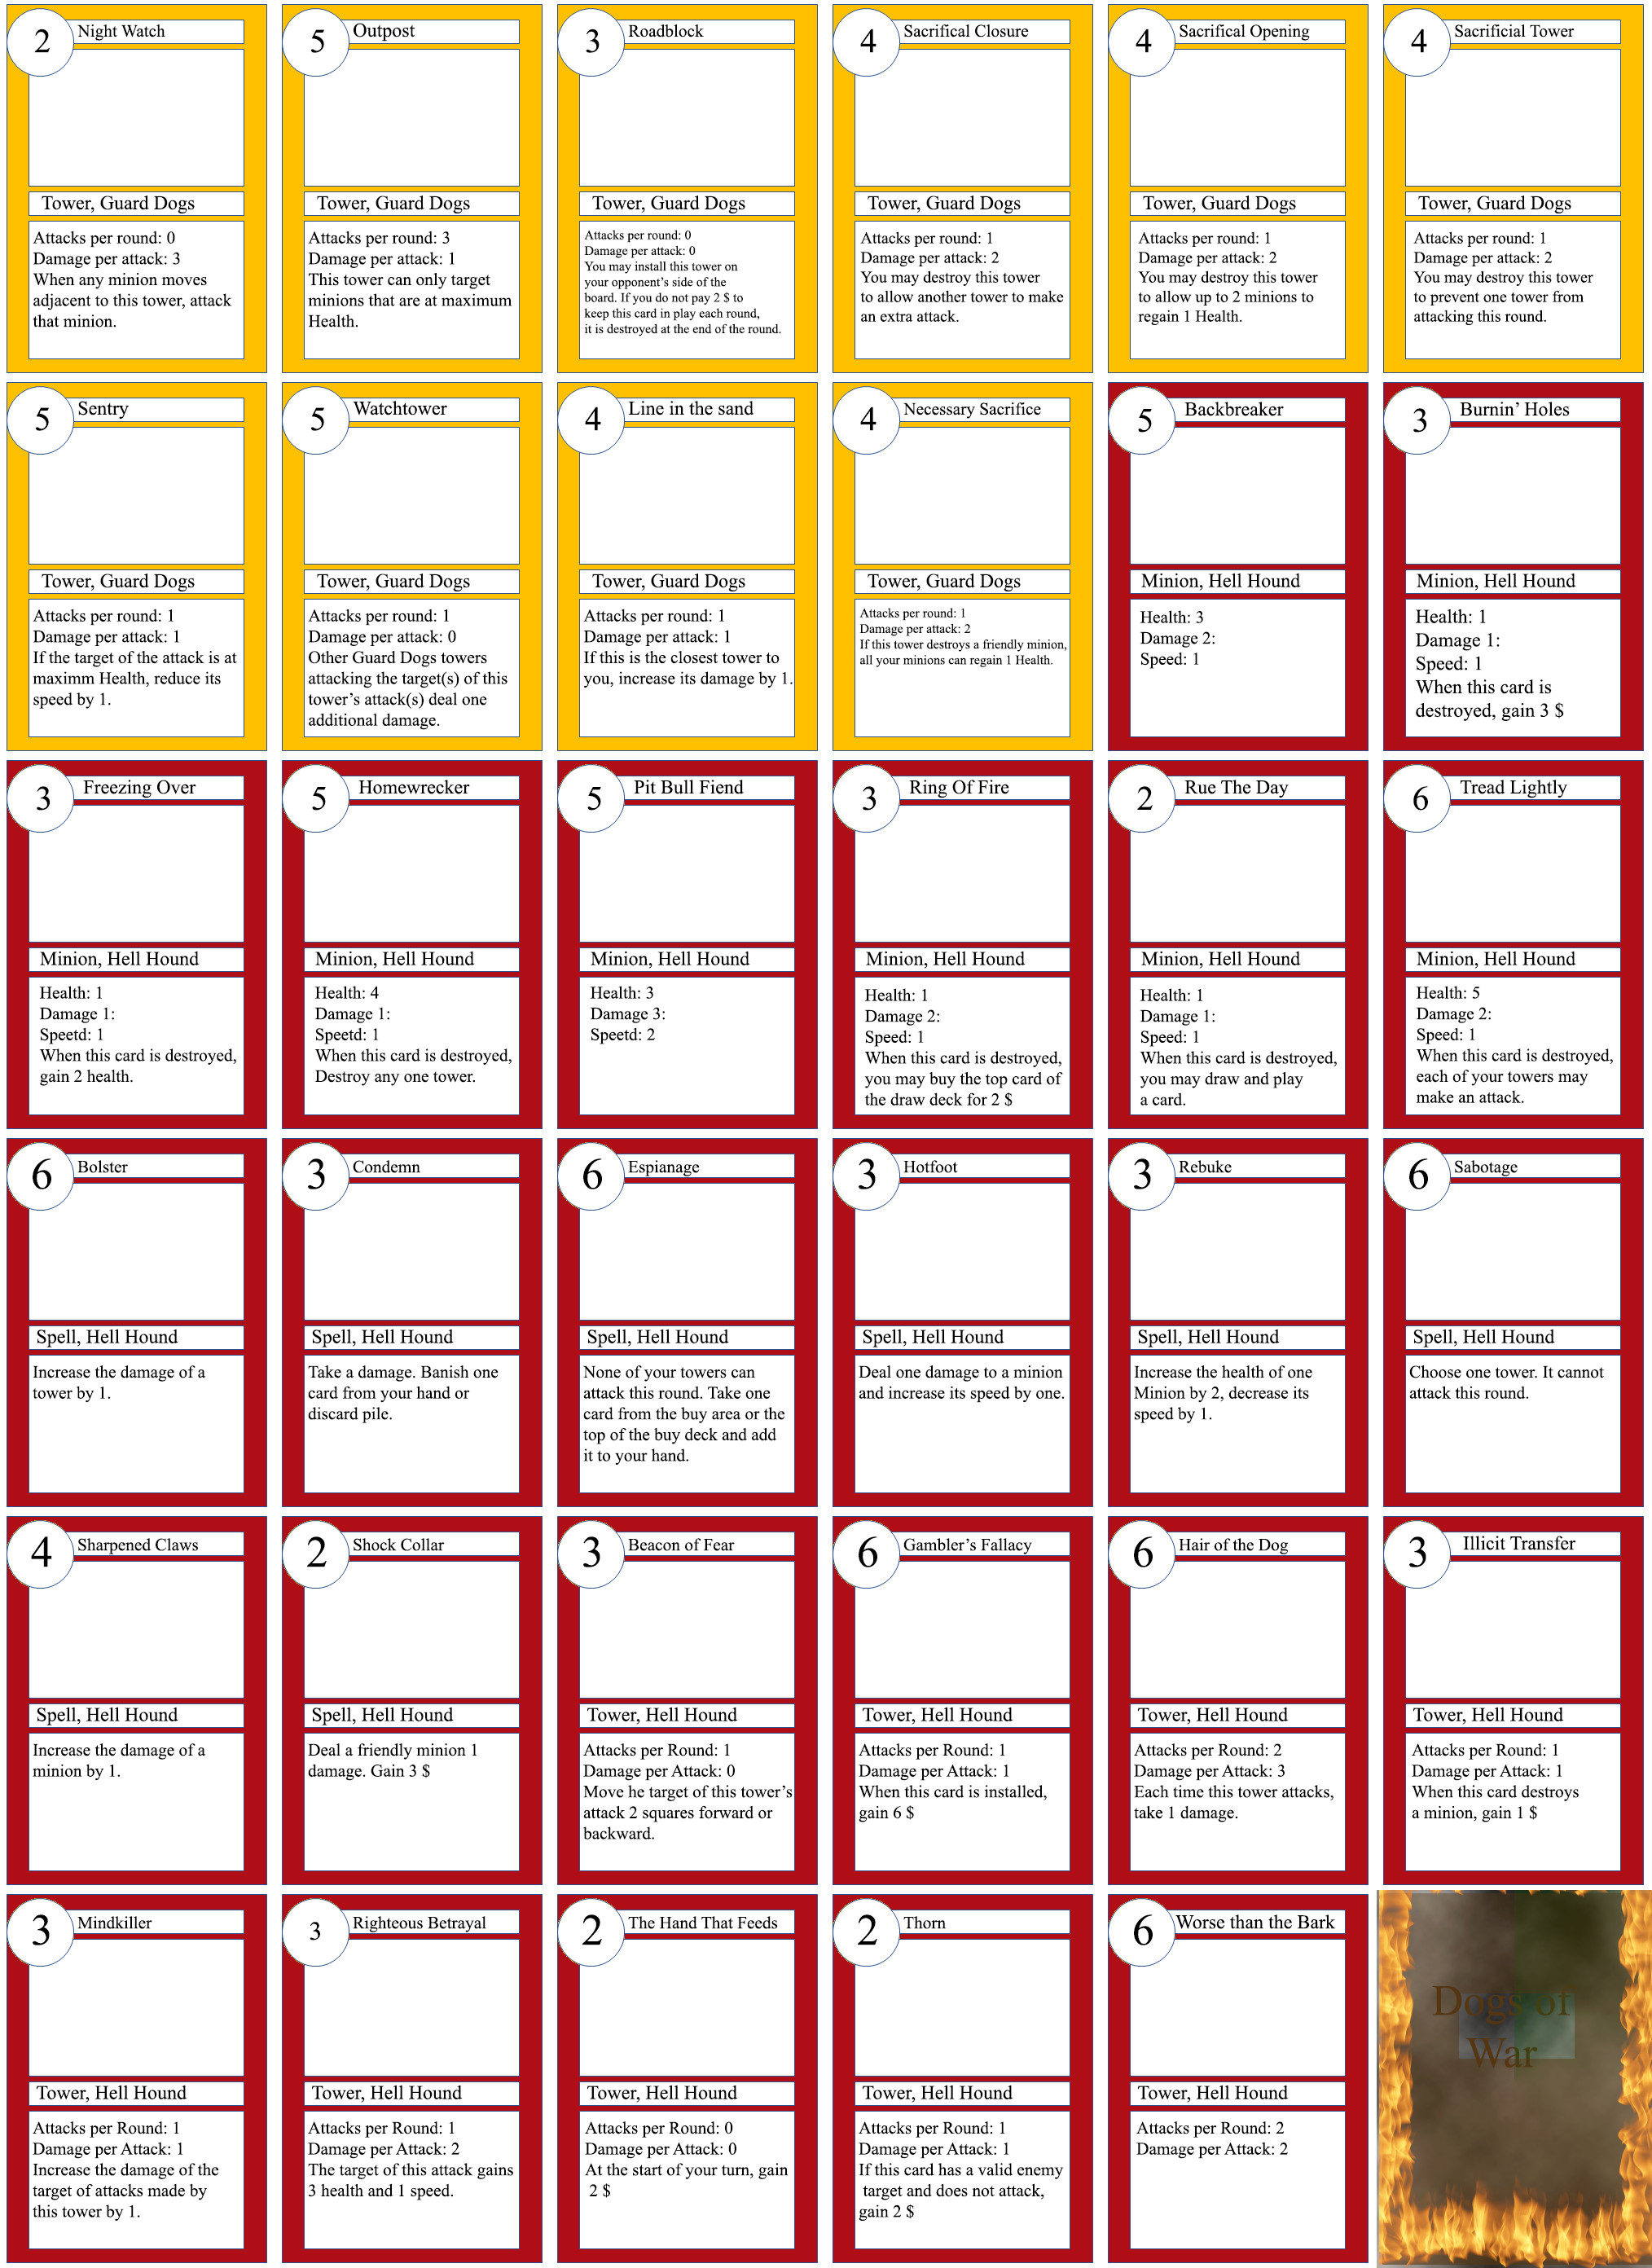 2
Night Watch
Tower, Guard Dogs
Attacks per round: 0
Damage per attack: 3
When any minion moves
adjacent to this tower, attack
that minion.
5
Outpost
Tower, Guard Dogs
Attacks per round: 3
Damage per attack: 1
This tower can only target
minions that are at maximum
Health.
3
Roadblock
Tower, Guard Dogs
Attacks per round: 0
Damage per attack: 0
You may install this tower on
your opponent's side of the
board. If you do not pay 2 $ to
keep this card in play each round,
it is destroyed at the end of the round.
4
Sacrifical Closure
Tower, Guard Dogs
Attacks per round: 1
Damage per attack: 2
You may destroy this tower
to allow another tower to make
an extra attack.
4
Sacrifical Opening
Tower, Guard Dogs
Attacks per round: 1
Damage per attack: 2
You may destroy this tower
to allow up to 2 minions to
regain 1 Health.
4
Sacrificial Tower
Tower, Guard Dogs
Attacks per round: 1
Damage per attack: 2
You may destroy this tower
to prevent one tower from
attacking this round.
5
Sentry
Tower, Guard Dogs
Attacks per round: 1
Damage per attack: 1
If the target of the attack is at
maximm Health, reduce its
speed by 1.
5
Watchtower
Tower, Guard Dogs
Attacks per round: 1
Damage per attack: 0
Other Guard Dogs towers
attacking the target(s) of this
tower's attack(s) deal one
additional damage.
4
Line in the sand
Tower, Guard Dogs
Attacks per round: 1
Damage per attack: 1
If this is the closest tower to
you, increase its damage by 1.
4
Necessary Sacrifice
Tower, Guard Dogs
Attacks per round: 1
Damage per attack: 2
If this tower destroys a friendly minion,
all your minions can regain 1 Health.
5
Backbreaker
Minion, Hell Hound
Health: 3
Damage 2:
Speed: 1
3
Burnin' Holes
Minion, Hell Hound
Health: 1
Damage 1:
Speed: 1
When this card is
destroyed, gain 3 $
3
Freezing Over
Minion, Hell Hound
Health: 1
Damage 1:
Speetd: 1
When this card is destroyed,
gain 2 health.
5
Homewrecker
Minion, Hell Hound
Health: 4
Damage 1:
Speetd: 1
When this card is destroyed,
Destroy any one tower.
5
Pit Bull Fiend
Minion, Hell Hound
Health: 3
Damage 3:
Speetd: 2
3
Ring Of Fire
Minion, Hell Hound
Health: 1
Damage 2:
Speed: 1
When this card is destroyed,
you may buy the top card of
the draw deck for 2 $
2
Rue The Day
Minion, Hell Hound
Health: 1
Damage 1:
Speed: 1
When this card is destroyed,
you may draw and play
a card.
6
Tread Lightly
Minion, Hell Hound
Health: 5
Damage 2:
Speed: 1
When this card is destroyed,
each of your towers may
make an attack.
6
Bolster
Spell, Hell Hound
Increase the damage of a
tower by 1.
3
Condemn
Spell, Hell Hound
Take a damage. Banish one
card from your hand or
discard pile.
6
Espianage
Spell, Hell Hound
None of your towers can
attack this round. Take one
card from the buy area or the
top of the buy deck and add
it to your hand.
3
Hotfoot
Spell, Hell Hound
Deal one damage to a minion
and increase its speed by one.
3
Rebuke
Spell, Hell Hound
Increase the health of one
Minion by 2, decrease its
speed by 1.
6
Sabotage
Spell, Hell Hound
Choose one tower. It cannot
attack this round.
4
Sharpened Claws
Spell, Hell Hound
Increase the damage of a
minion by 1.
2
Shock Collar
Spell, Hell Hound
Deal a friendly minion 1
damage. Gain 3 $
3
Beacon of Fear
Tower, Hell Hound
Attacks per Round: 1
Damage per Attack: 0
Move he target of this tower's
attack 2 squares forward or
backward.
6
Gambler's Fallacy
Tower, Hell Hound
Attacks per Round: 1
Damage per Attack: 1
When this card is installed,
gain 6 $
6
Hair of the Dog
Tower, Hell Hound
Attacks per Round: 2
Damage per Attack: 3
Each time this tower attacks,
take 1 damage.
3
Illicit Transfer
Tower, Hell Hound
Attacks per Round: 1
Damage per Attack: 1
When this card destroys
a minion, gain 1 $
3
Mindkiller
Tower, Hell Hound
Attacks per Round: 1
Damage per Attack: 1
Increase the damage of the
target of attacks made by
this tower by 1.
3
Righteous Betrayal
Tower, Hell Hound
Attacks per Round: 1
Damage per Attack: 2
The target of this attack gains
3 health and 1 speed.
2
The Hand That Feeds
Tower, Hell Hound
Attacks per Round: 0
Damage per Attack: 0
At the start of your turn, gain
2 $
2
Thorn
Tower, Hell Hound
Attacks per Round: 1
Damage per Attack: 1
If this card has a valid enemy
target and does not attack,
gain 2 $
6
Worse than the Bark
Tower, Hell Hound
Attacks per Round: 2
Damage per Attack: 2
Dogs of
War